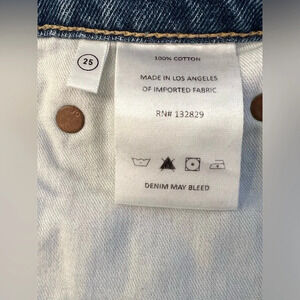 25
100% COTTON
MADE IN LOS ANGELES
OF IMPORTED FABRIC
RN# 132829
DENIM MAY BLEED